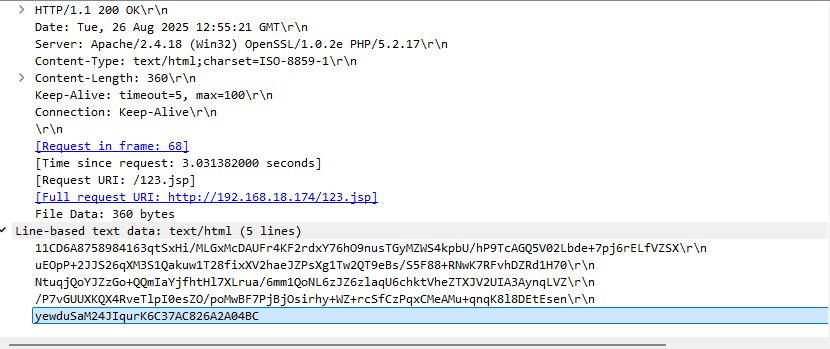 HTTP/1.1 200 OK\r\n
Date: Tue, 26 Aug 2025 12:55:21 GMT\r\n
Server: Apache/2.4.18 (Win32) OpenSSL/1.0.2e PHP/5.2.17\r\n
Content-Type: text/html;charset=ISO-8859-1\r\n
Content-Length: 360\r\n
Keep-Alive: timeout=5, max=100\r\n
Connection: Keep-Alive\r\n
\r\n
[Request in frame: 68]
[Time since request: 3.031382000 seconds]
[Request URI: /123.jsp]
[Full request URI: http://192.168.18.174/123.jsp]
File Data: 360 bytes
Line-based text data: text/html (5 lines)
11CD6A8758984163qtSxHi/MLGxMcDAUFr4KF2rdxY76hO9nusTGyMZWS4kpbU/hP9TcAGQ5V02Lbde+7pj6rELfVZSX\r\n
uEOpP+2JJS26qXM3S1Qakuw1T28fixXV2haeJZPsXg1Tw2QT9eBs/S5F88+RNwK7RFvhDZRd1H70\r\n
NtuqjQoYJZzGo+QQmIaYjfhtHl7XLrua/6mm1QoNL6zJZ6zlaqU6chktVheZTXJV2UIA3AynqLVZ\r\n
/P7vGUUXKQX4RveTlpI0esZO/poMwBF7PjBjOsirhy+WZ+rcSfCzPqxCMeAMu+qnqK8l8DEtEsen\r\n
yewduSaM24JIqurK6C37AC826A2A04BC